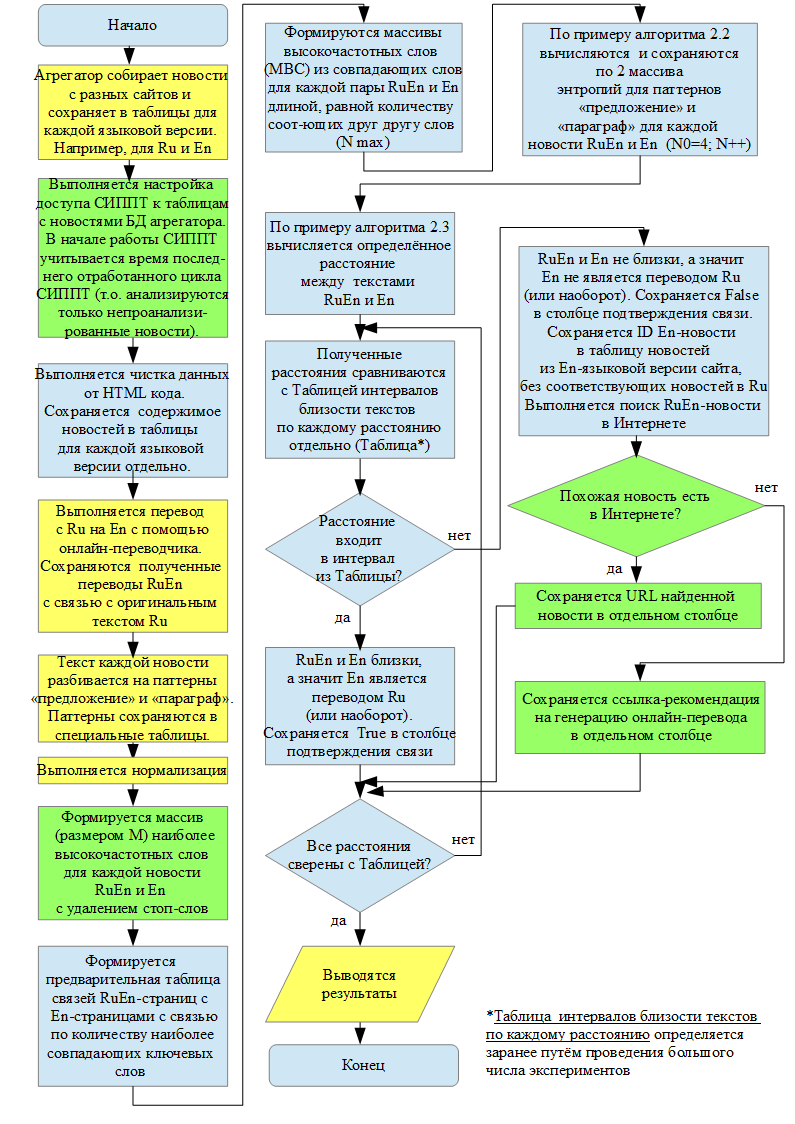 Начало
Агрегатор собирает новости
с разных сайтов и
сохраняет в таблицы для
каждой языковой версии.
Например, для Ru и En
Выполняется настройка
доступа СИППТ к таблицам
с новостями БД агрегатора.
В начале работы СИППТ
учитывается время послед-
него отработанного цикла
СИППТ (т.о. анализируются
только непроанализи-
рованные новости).
Выполняется чистка данных
от HTML кода.
Сохраняется содержимое
новостей в таблицы
для каждой языковой
версии отдельно.
Выполняется перевод
с Ru на En с помощью
онлайн-переводчика.
Сохраняются полученные
переводы RuEn
с связью с оригинальным
текстом Ru
Текст каждой новости
разбивается на паттерны
«предложение» и «параграф».
Паттерны сохраняются в
специальные таблицы.
Выполняется нормализация
Формируется массив
(размером М) наиболее
высокочастотных слов
для каждой новости
RuEn и En
с удалением стоп-слов
Формируется
предварительная таблица
связей RuEn-страниц с
En-страницами с связью
по количеству наиболее
совпадающих ключевых
слов
Формируются массивы
высокочастотных слов
(МВС) из совпадающих слов
для каждой пары RuEn и En
длиной, равной количеству
соот-ющих друг другу слов
(N max)
По примеру алгоритма 2.2
вычисляются и сохраняются
по 2 массива
энтропий для паттернов
«предложение» и
«параграф» для каждой
новости RuEn и En (N0=4; N++)
По примеру алгоритма 2.3
вычисляется определённое
расстояние
между текстами
RuEn и En
Полученные
расстояния сравниваются
с Таблицей интервалов
близости текстов
по каждому расстоянию
отдельно (Таблица*)
Расстояние
входит
в интервал
из Таблицы?
нет
да
RuEn и En близки,
а значит En является
переводом Ru
(или наоборот).
Сохраняется True в столбце
подтверждения связи
RuEn и En не близки, а значит
En не является переводом Ru
(или наоборот). Сохраняется False
в столбце подтверждения связи.
Сохраняется ID En-новости
в таблицу новостей
из En-языковой версии сайта,
без соответствующих новостей в Ru
Выполняется поиск RuEn-новости
в Интернете
Похожая новость есть
в Интернете?
нет
да
Сохраняется URL найденной
новости в отдельном столбце
Сохраняется ссылка-рекомендация
на генерацию онлайн-перевода
в отдельном столбце
Все расстояния
сверены с Таблицей?
нет
да
Выводятся
результаты
Конец
*Таблица интервалов близости текстов
по каждому расстоянию определяется
заранее путём проведения большого
числа экспериментов